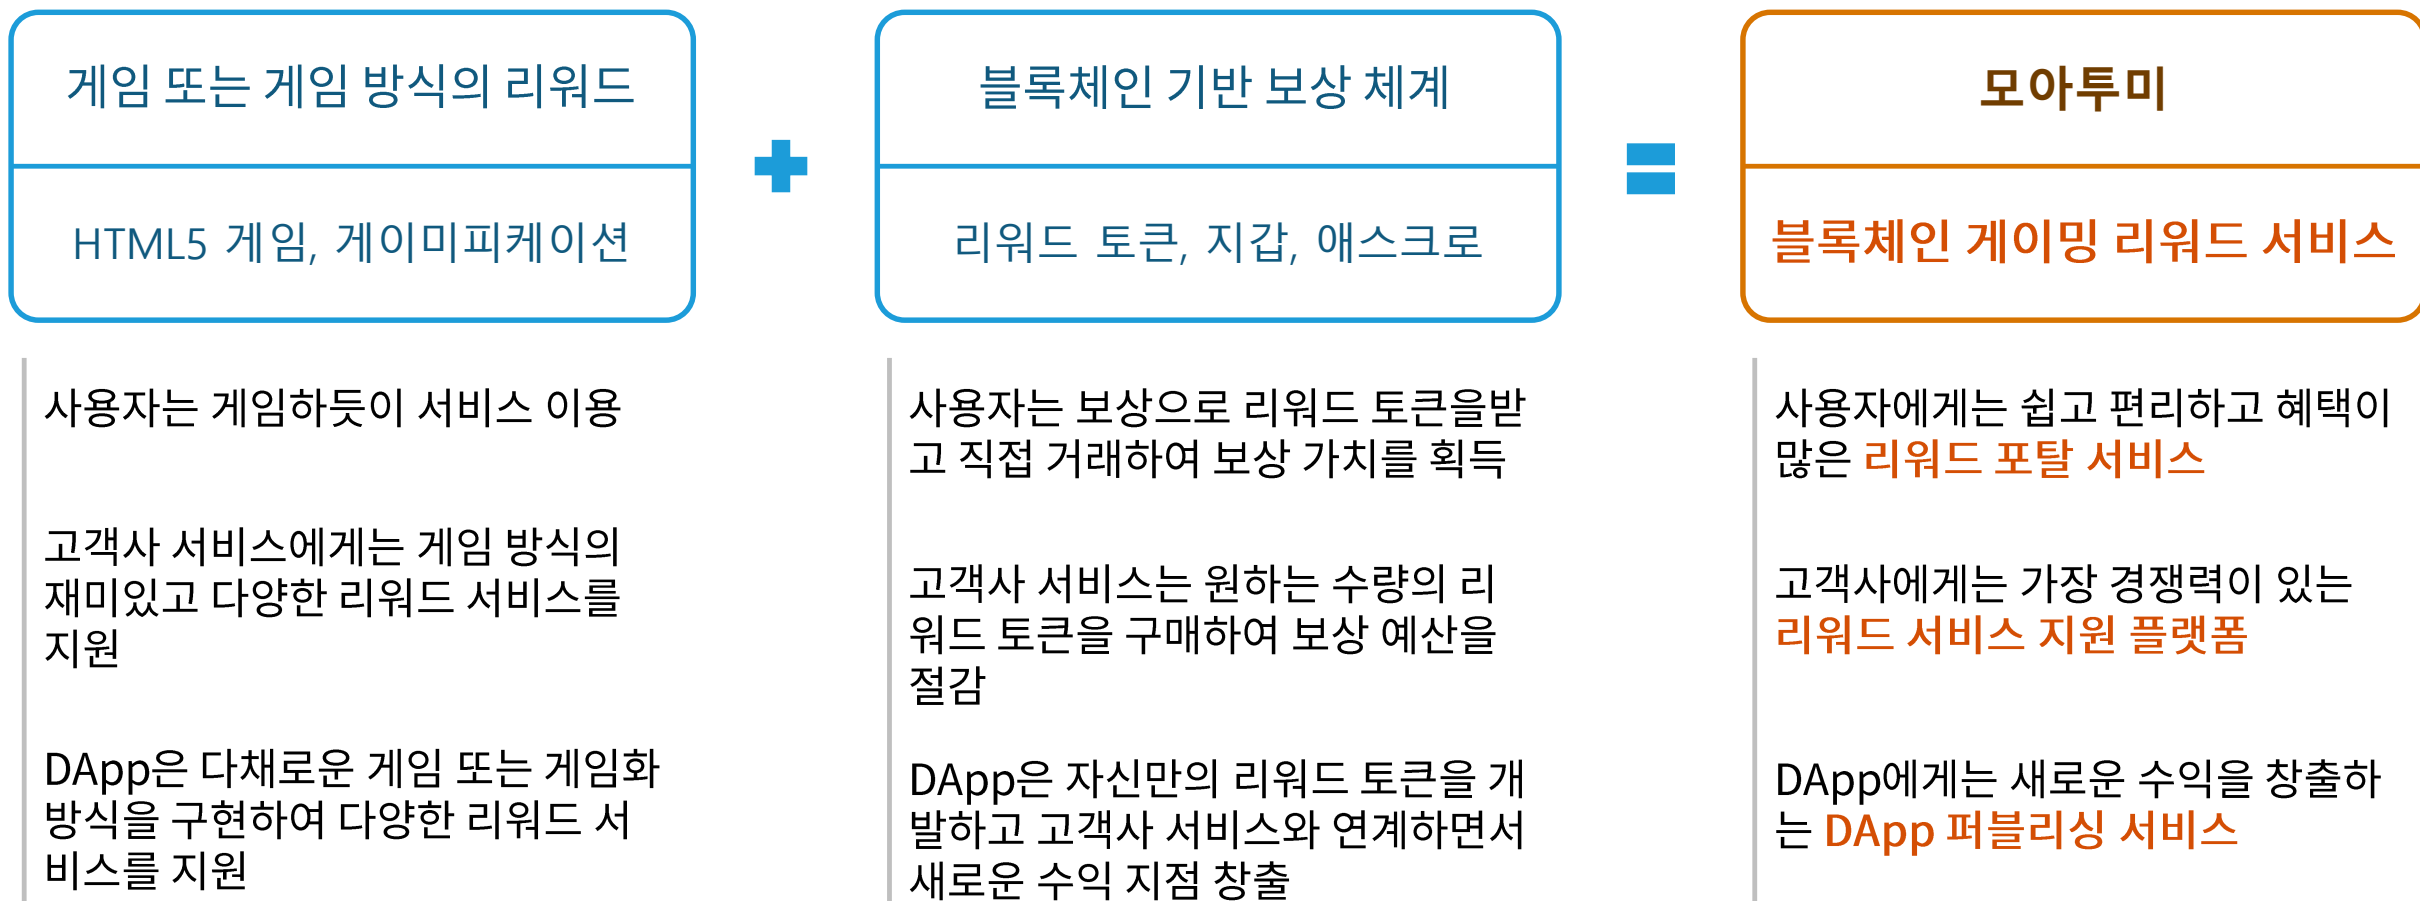 게임 또는 게임 방식의 리워드
HTML5 게임, 게이미피케이션
블록체인 기반 보상 체계
리워드 토큰, 지갑, 애스크로
모아투미
블록체인 게이밍 리워드 서비스
사용자는 게임하듯이 서비스 이용
고객사 서비스에게는 게임 방식의
재미있고 다양한 리워드 서비스를
지원
DApp은 다채로운 게임 또는 게임화
방식을 구현하여 다양한 리워드 서
비스를 지원
사용자는 보상으로 리워드 토큰을받
고 직접 거래하여 보상 가치를 획득
고객사 서비스는 원하는 수량의 리
워드 토큰을 구매하여 보상 예산을
절감
DApp은 자신만의 리워드 토큰을 개
발하고 고객사 서비스와 연계하면서
새로운 수익 지점 창출
사용자에게는 쉽고 편리하고 혜택이
많은 리워드 포탈 서비스
고객사에게는 가장 경쟁력이 있는
리워드 서비스 지원 플랫폼
DApp에게는 새로운 수익을 창출하
는 DApp 퍼블리싱 서비스